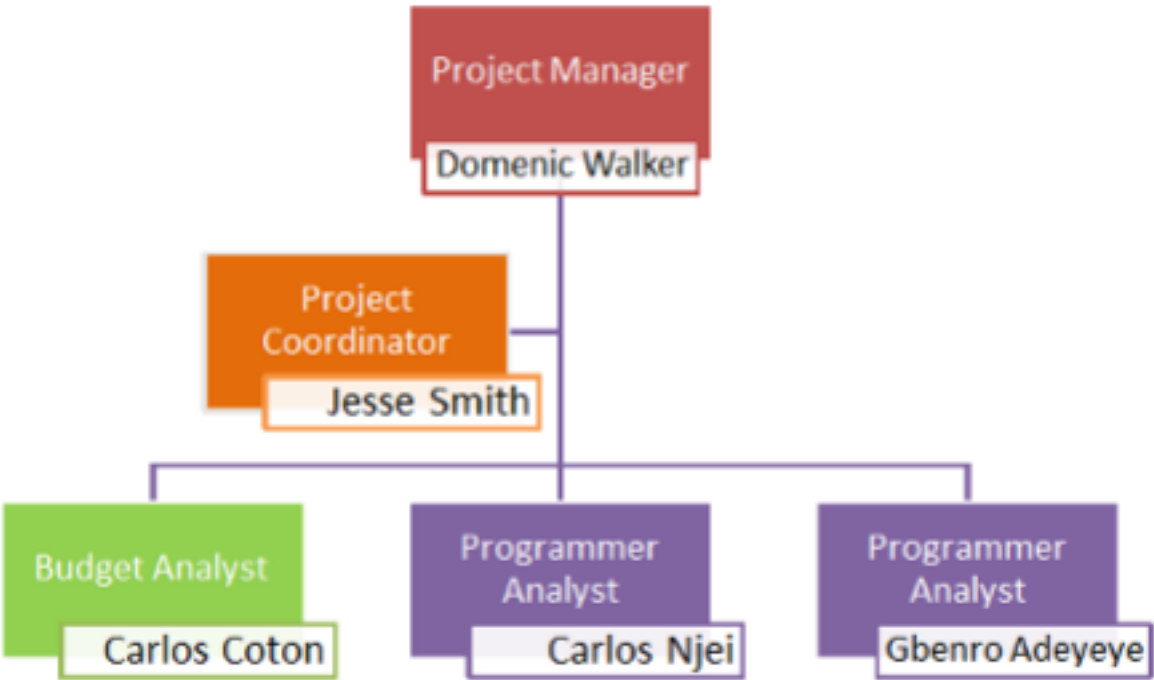 Project Manager
Domenic Walker
Project
Coordinator
Jesse Smith
Budget Analyst
Carlos Coton
Programmer
Analyst
Carlos Njei
Programmer
Analyst
Gbenro Adeyeye